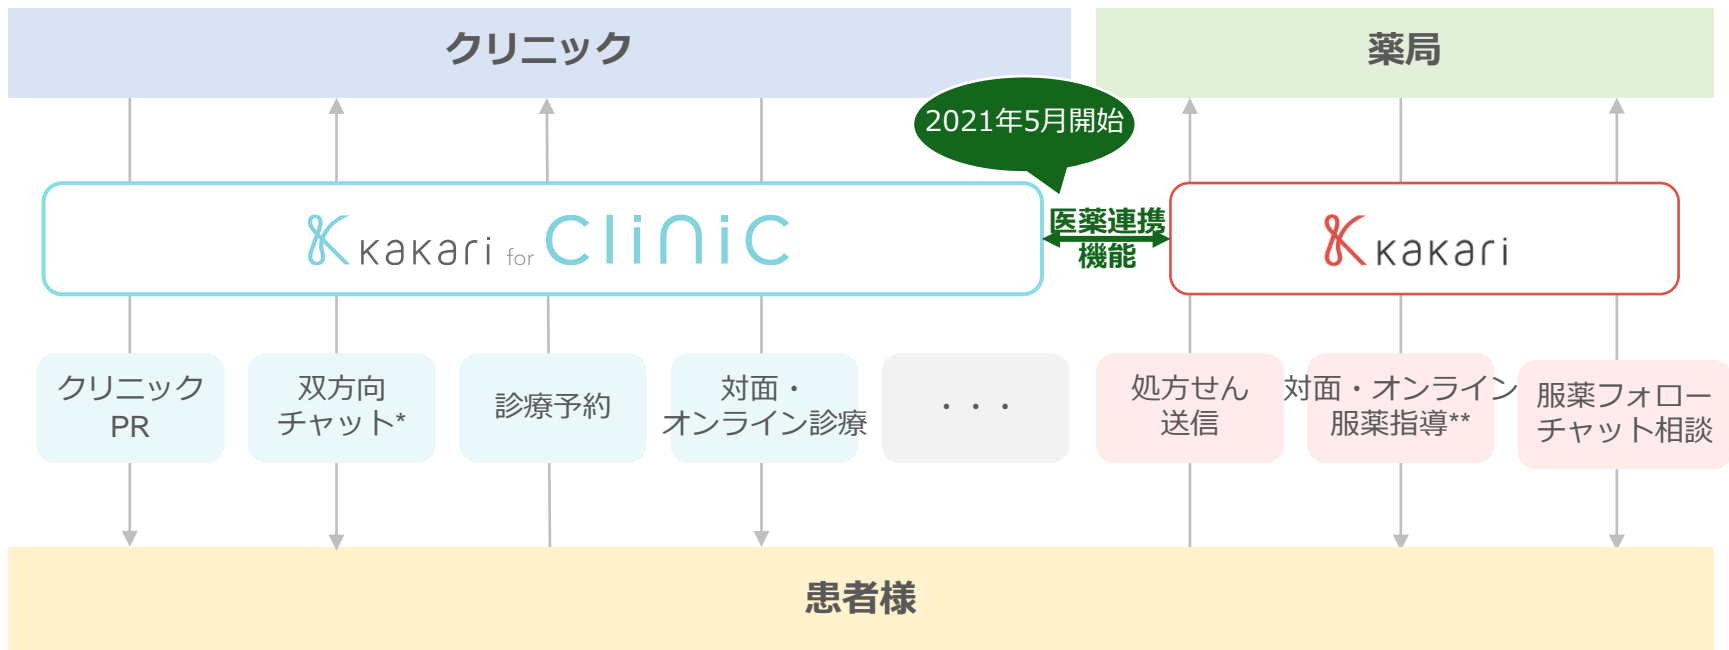 クリニック
薬局
2021年5月開始
kakari for CliniC
医薬連携
機能
kakari
クリニック
PR
双方向
チャット*
診療予約
対面・
オンライン診療
・・・
処方せん
送信
対面・オンライン
服薬指導**
服薬フォロー
チャット相談
患者様